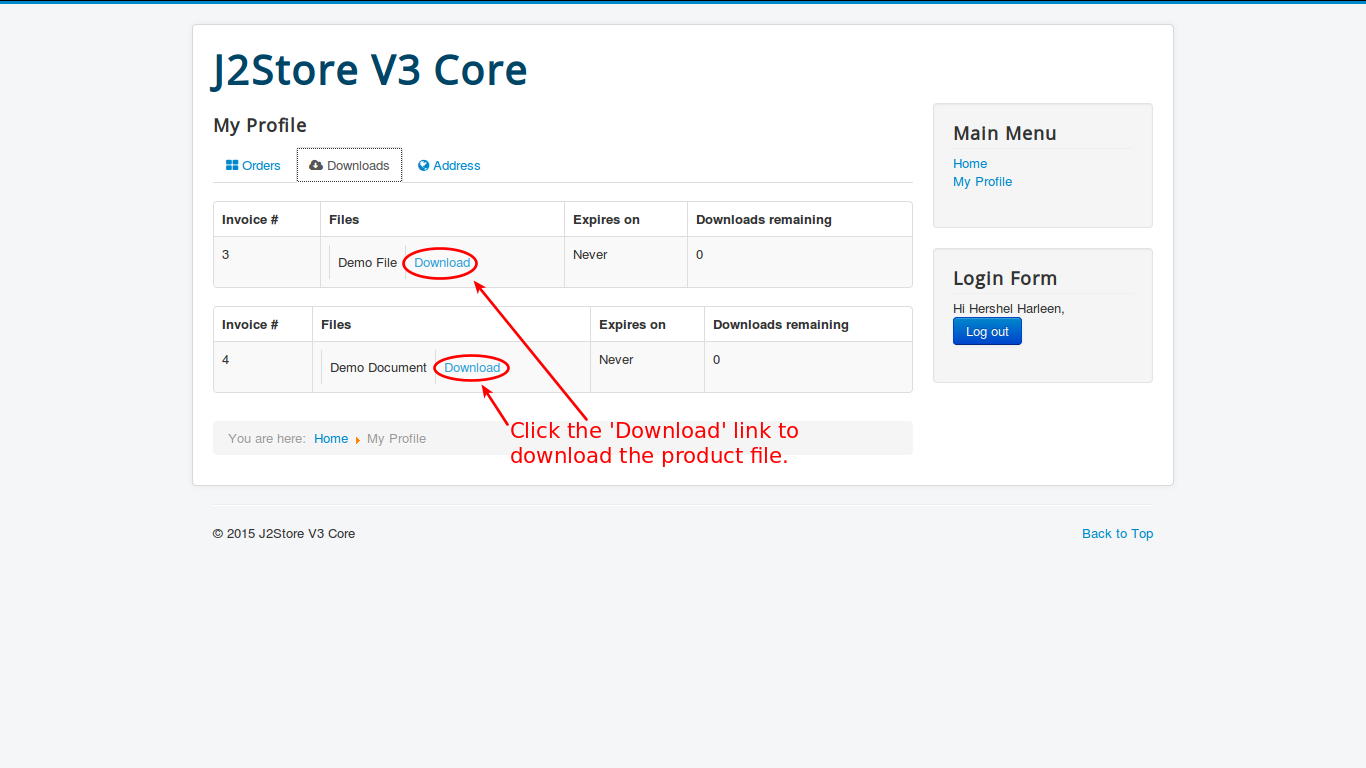 J2Store V3 Core
My Profile
Orders Downloads Address
Invoice # Files Expires on Downloads remaining
3 Demo File Download Never 0
Invoice # Files Expires on Downloads remaining
4 Demo Document Download Never 0
Click the 'Download' link to
download the product file.
You are here: Home My Profile
Main Menu
Home
My Profile
Login Form
Hi Hershel Harleen,
Log out
© 2015 J2Store V3 Core Back to Top